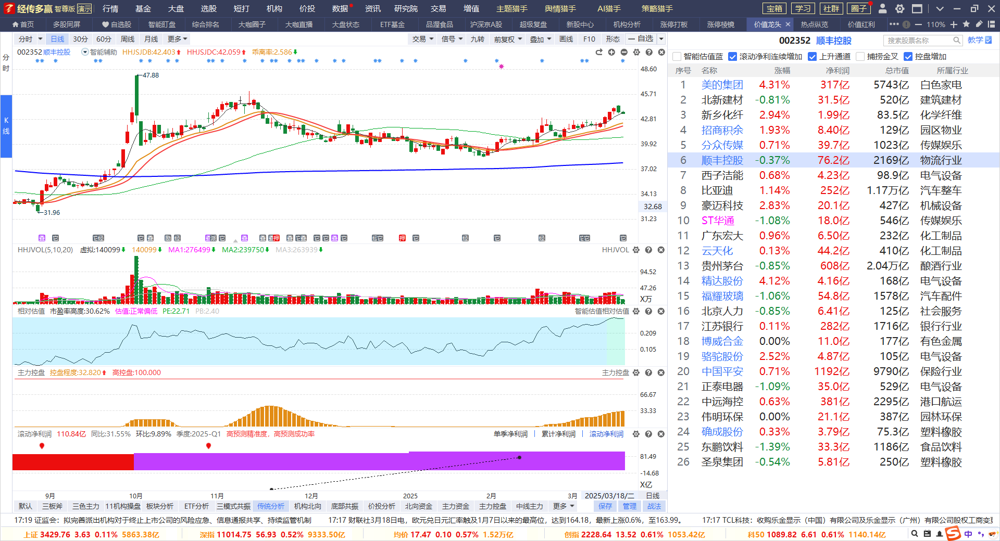 经传多赢 智尊版 演示 行情 基金 大盘 选股 短打 机构 价投 数据 资讯 研究院 交易 增值 主题猎手 舆情猎手 AI猎手 策略猎手 宝箱 学习 社群 圈子
首页 多股同屏 自选股 智能盯盘 综合排名 大咖圈子 大咖直播 大盘状态 ETF基金 品渥食品 沪深京A股 超级复盘 新股中心 机构分析 涨停打板 涨停棱镜 价值龙头 × 热点纵览 价值红利 110%
分时 日线 30分 60分 周线 月线 更多 交易 信号 九转 前复权 叠加 画线 F10 形态 一 自选
002352 顺丰控股 搜索股票名称 教学
分时
K线
002352 顺丰控股 智能辅助 HHJSJDB:42.403 HHJSJDC:42.059 乖离率:2.586
48.60
47.88
45.71
42.81
39.92
37.02
34.13
32.68
31.96
31.23
HHJVOL(5,10,20) 虚拟:140099 140099 MA1:276499 MA2:239750 MA3:263939 HHJVOL
94.52
47.26
X万
相对估值 市盈率高度:30.62% 估值:正常偏低 PE:22.71 PB:2.40 智能估值相对估值
0.209
0.105
主力控盘 控盘程度:32.820 高控盘:100.000 主力控盘
66.67
33.33
滚动净利润 110.84亿 同比:31.55% 环比:9.89% 季度:2025-Q1 高预测精准度，高预测成功率 单季净利润 累计净利润 滚动净利润
81.49
-14.68
X亿
9月 10月 11月 12月 2025 2月 3月 2025/03/18/二 日线
默认 三板斧 三色主力 11机构操盘 板块分析 ETF分析 三模式共振 传统分析 机构北向 底部共振 价投分析 北向资金 主力资金 主力控盘 中线主力 更多 保存 管理 战法
智能估值蓝 滚动净利连续增加 上升通道 捕捞金叉 控盘增加
序号 名称 涨幅 净利润 总市值 所属行业
1 美的集团 4.31% 317亿 5743亿 白色家电
2 北新建材 -0.81% 31.5亿 520亿 建筑建材
3 新乡化纤 2.94% 1.99亿 83.5亿 化学纤维
4 招商积余 1.93% 8.40亿 129亿 园区物业
5 分众传媒 0.71% 39.7亿 1023亿 传媒娱乐
6 顺丰控股 -0.37% 76.2亿 2169亿 物流行业
7 西子洁能 0.68% 4.23亿 98.9亿 电气设备
8 比亚迪 1.14% 252亿 1.17万亿 汽车整车
9 豪迈科技 2.83% 20.1亿 427亿 机械设备
10 ST华通 -1.08% 18.0亿 546亿 传媒娱乐
11 广东宏大 0.96% 6.50亿 232亿 化工制品
12 云天化 0.13% 44.2亿 410亿 化工制品
13 贵州茅台 -0.85% 608亿 2.04万亿 酿酒行业
14 精达股份 4.12% 4.16亿 168亿 电气设备
15 福耀玻璃 -1.06% 54.8亿 1578亿 汽车配件
16 北京人力 -0.85% 6.41亿 125亿 社会服务
17 江苏银行 0.11% 282亿 1716亿 银行行业
18 博威合金 0.00% 11.0亿 177亿 有色金属
19 骆驼股份 2.52% 4.87亿 105亿 电气设备
20 中国平安 0.71% 1192亿 9790亿 保险行业
21 正泰电器 -1.09% 35.0亿 529亿 电气设备
22 中远海控 0.63% 381亿 2295亿 港口航运
23 伟明环保 0.00% 21.1亿 387亿 园林环保
24 确成股份 0.33% 3.79亿 75.3亿 塑料橡胶
25 东鹏饮料 -1.39% 33.3亿 1186亿 食品饮料
26 圣泉集团 -0.54% 5.81亿 250亿 塑料橡胶
17:19 证监会：拟完善派出机构对于终止上市公司的风险应急、信息通报共享、持续监管机制 17:17 财联社3月18日电，欧元兑日元汇率触及1月7日以来的最高位，达到164.18，最新上涨0.6%，至163.99。 17:17 TCL科技：收购乐金显示（中国）有限公司及乐金显示（广州）有限公司股权工商变更
上证 3429.76 3.63 0.11% 5863.38亿 深指 11014.75 56.93 0.52% 9333.50亿 均价 17.47 0.10 0.57% 1.52万亿 创指 2228.64 13.52 0.61% 1053.42亿 科50 1089.82 6.61 0.61% 1140.14亿 中